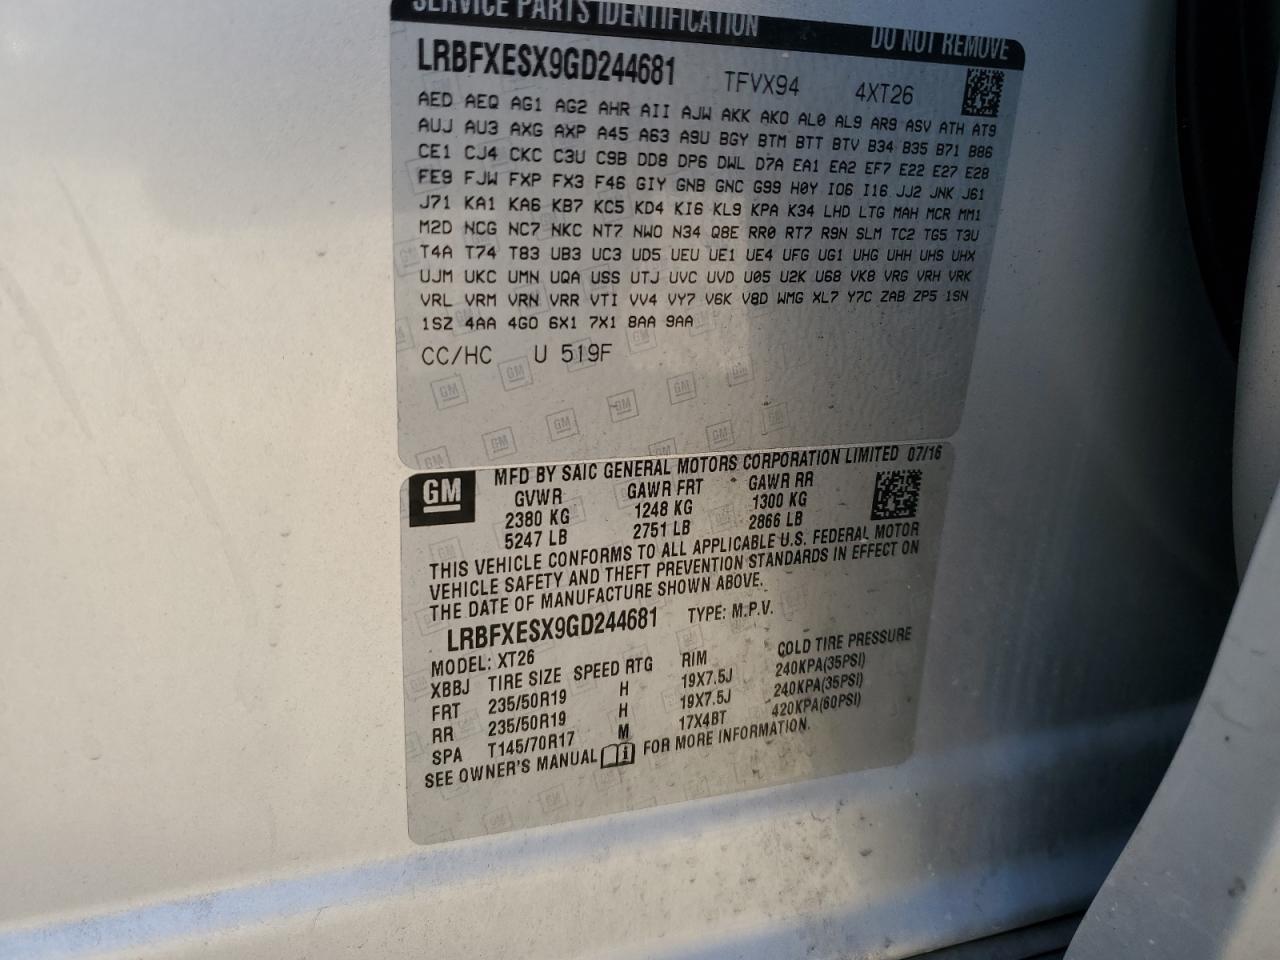 SERVICE PARTS IDENTIFICATION DO NOT REMOVE
LRBFXESX9GD244681 TFVX94 4XT26
AED AEQ AG1 AG2 AHR AII AJW AKK AKO AL0 AL9 AR9 ASV ATH AT9
AUJ AU3 AXG AXP A45 A63 A9U BGY BTM BTT BTV B34 B35 B71 B86
CE1 CJ4 CKC C3U C9B DD8 DP6 DWL D7A EA1 EA2 EF7 E22 E27 E28
FE9 FJW FXP FX3 F46 GIY GNB GNC G99 H0Y IO6 I16 JJ2 JNK J61
J71 KA1 KA6 KB7 KC5 KD4 KI6 KL9 KPA K34 LHD LTG MAH MCR MM1
M2D NCG NC7 NKC NT7 NWO N34 Q8E RR0 RT7 R9N SLM TC2 TG5 T3U
T4A T74 T83 UB3 UC3 UD5 UEU UE1 UE4 UFG UG1 UHG UHH UHS UHX
UJM UKC UMN UQA USS UTJ UVC UVD U05 U2K U68 VK8 VRG VRH VRK
VRL VRM VRN VRR VTI VV4 VY7 V6K V8D WMG XL7 Y7C ZAB ZP5 1SN
1SZ 4AA 4GO 6X1 7X1 8AA 9AA
CC/HC U 519F
GM MFD BY SAIC GENERAL MOTORS CORPORATION LIMITED 07/16
GVWR GAWR FRT GAWR RR
2380 KG 1248 KG 1300 KG
5247 LB 2751 LB 2866 LB
THIS VEHICLE CONFORMS TO ALL APPLICABLE U.S. FEDERAL MOTOR
VEHICLE SAFETY AND THEFT PREVENTION STANDARDS IN EFFECT ON
THE DATE OF MANUFACTURE SHOWN ABOVE.
LRBFXESX9GD244681 TYPE: M.P.V.
MODEL: XT26
XBBJ TIRE SIZE SPEED RTG RIM COLD TIRE PRESSURE
FRT 235/50R19 H 19X7.5J 240KPA(35PSI)
RR 235/50R19 H 19X7.5J 240KPA(35PSI)
SPA T145/70R17 M 17X4BT 420KPA(60PSI)
SEE OWNER'S MANUAL FOR MORE INFORMATION.